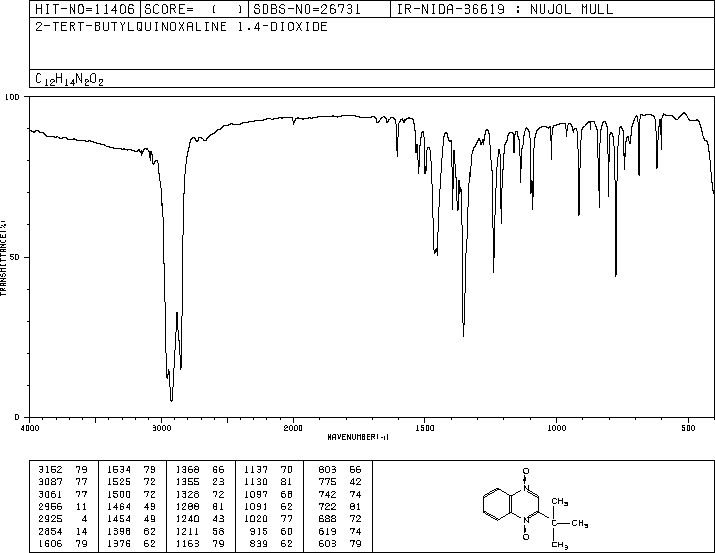 HIT-NO=11406 SCORE= ( ) SDBS-NO=26731 IR-NIDA-36619 : NUJOL MULL
2-TERT-BUTYLQUINOXALINE 1,4-DIOXIDE
C12H14N2O2
100
50
0
TRANSMITTANCE(%)
4000 3000 2000 1500 1000 500
WAVENUMBER(-1)
3152 79 1534 79 1368 66 1137 70 803 66
3087 77 1525 72 1355 23 1130 81 775 42
3061 77 1500 72 1328 72 1097 68 742 74
2956 11 1464 49 1288 81 1091 62 722 81
2925 4 1454 49 1240 43 1020 77 688 72
2854 14 1398 62 1211 58 915 60 619 74
1606 79 1376 62 1163 79 839 62 603 79
O
N
CH3
CH3
N
O
CH3